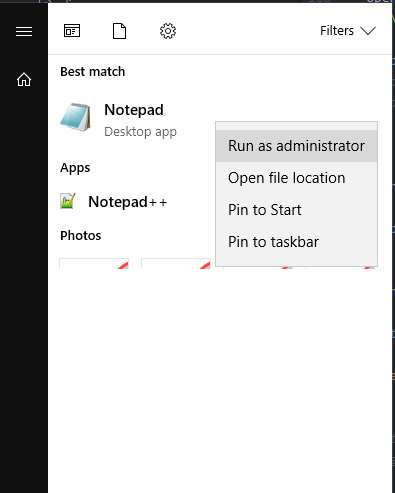 Filters
Best match
Notepad
Desktop app
Run as administrator
Open file location
Pin to Start
Pin to taskbar
Apps
Notepad++
Photos